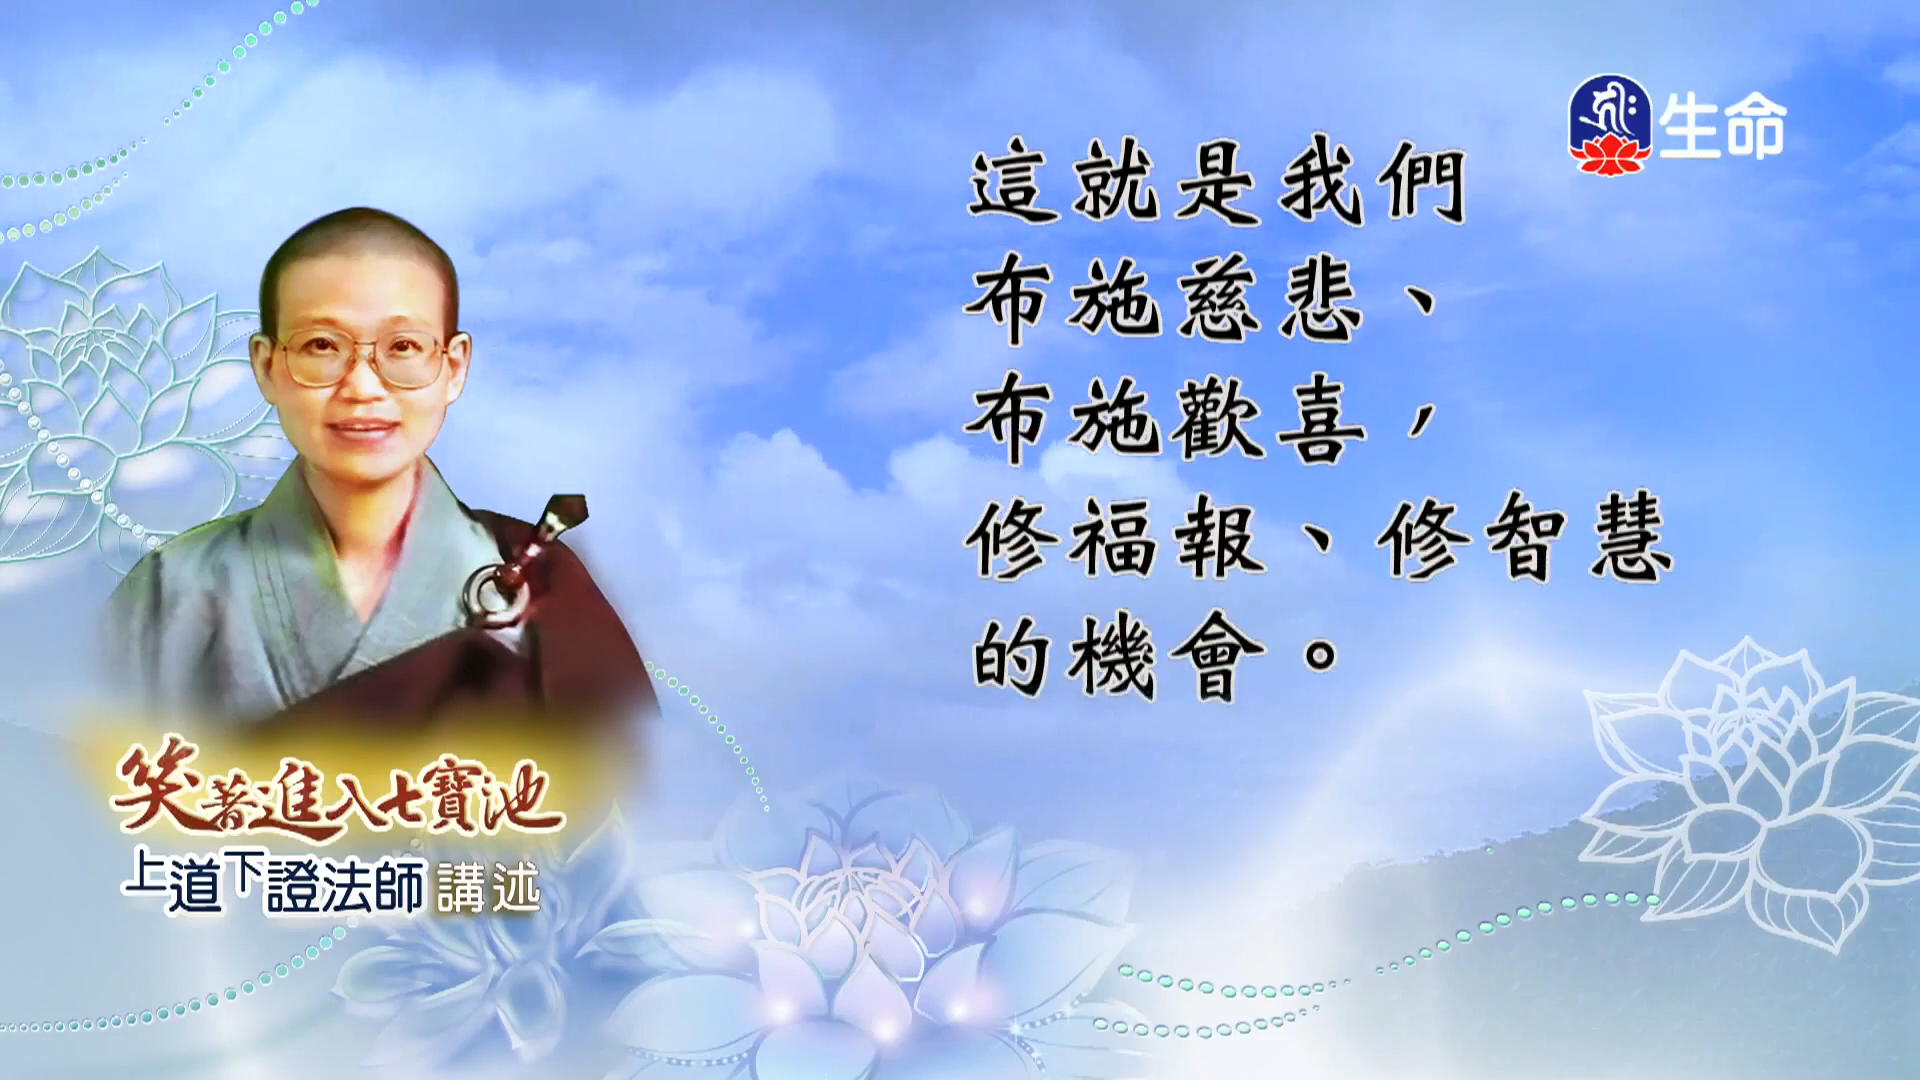 生命
這就是我們
布施慈悲、
布施歡喜，
修福報、修智慧
的機會。
笑著進入七寶池
上道下證法師 講述